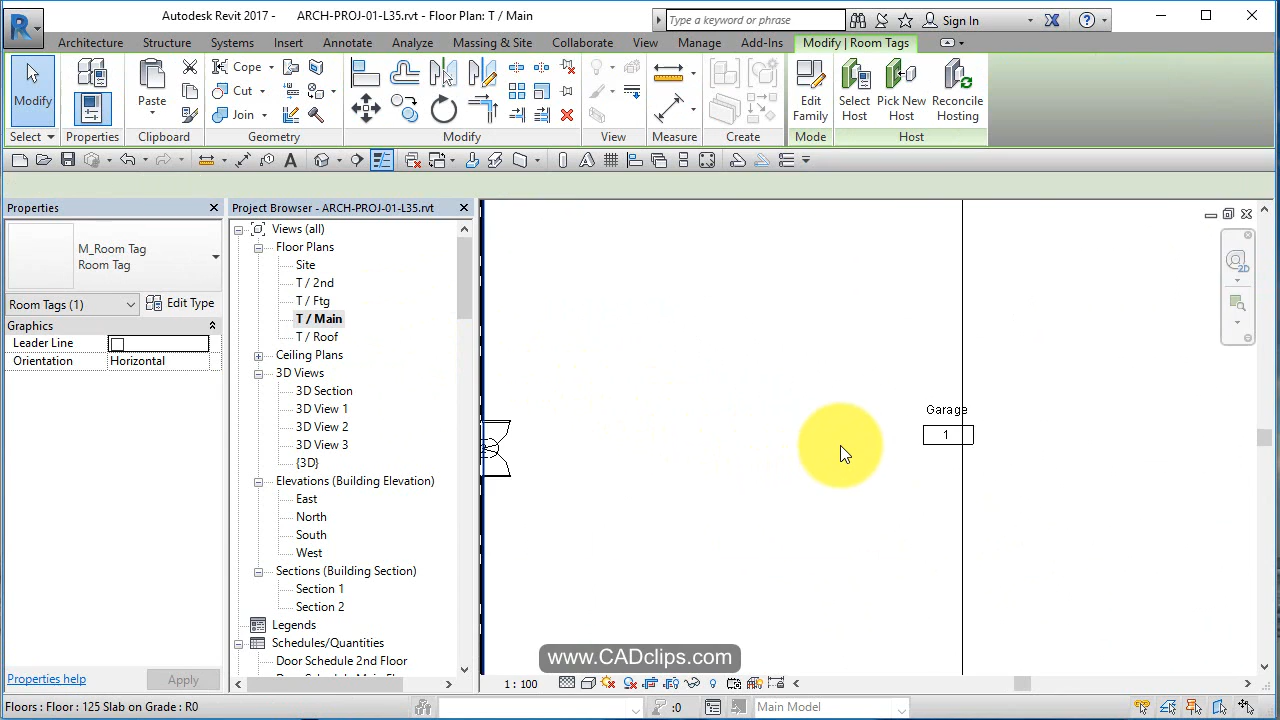 Autodesk Revit 2017 - ARCH-PROJ-01-L35.rvt - Floor Plan: T / Main
Type a keyword or phrase
Sign In
Architecture Structure Systems Insert Annotate Analyze Massing & Site Collaborate View Manage Add-Ins Modify | Room Tags
Modify
Paste
Cope
Cut
Join
Edit Family
Select Host
Pick New Host
Reconcile Hosting
Select Properties Clipboard Geometry Modify View Measure Create Mode Host
Properties
Project Browser - ARCH-PROJ-01-L35.rvt
M_Room Tag
Room Tag
Room Tags (1)
Edit Type
Graphics
Leader Line
Orientation Horizontal
Properties help
Apply
Views (all)
Floor Plans
Site
T / 2nd
T / Ftg
T / Main
T / Roof
Ceiling Plans
3D Views
3D Section
3D View 1
3D View 2
3D View 3
{3D}
Elevations (Building Elevation)
East
North
South
West
Sections (Building Section)
Section 1
Section 2
Legends
Schedules/Quantities
Door Schedule 2nd Floor
Garage
1
2D
www.CADclips.com
1 : 100
Floors : Floor : 125 Slab on Grade : R0
:0
Main Model